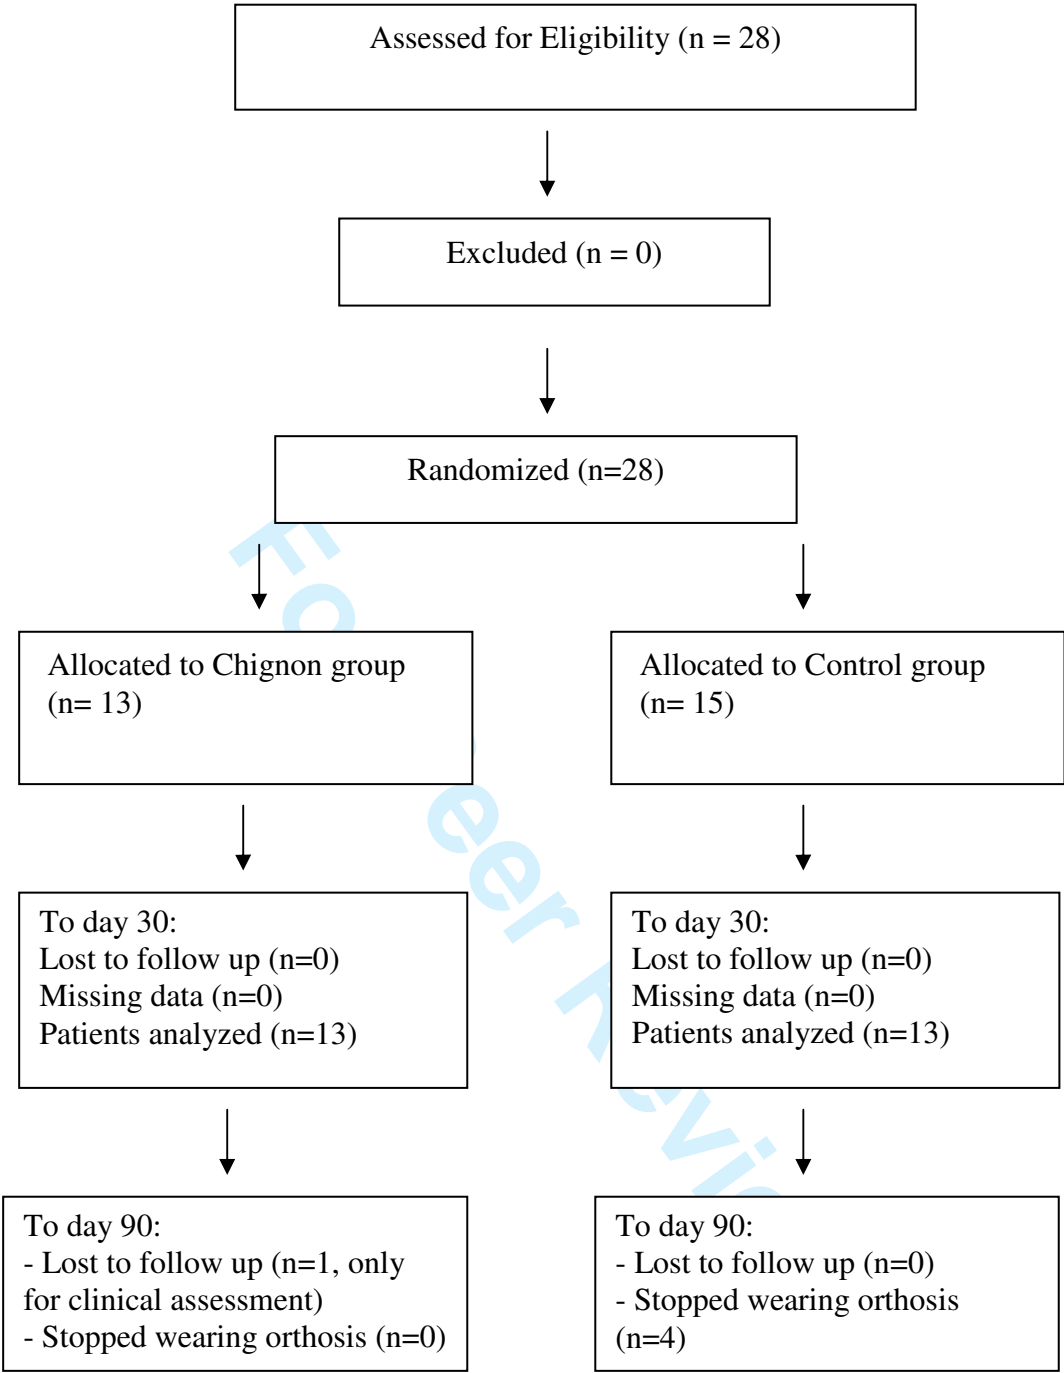 Assessed for Eligibility (n = 28)
Excluded (n = 0)
Randomized (n=28)
Allocated to Chignon group
(n= 13)
Allocated to Control group
(n= 15)
To day 30:
Lost to follow up (n=0)
Missing data (n=0)
Patients analyzed (n=13)
To day 30:
Lost to follow up (n=0)
Missing data (n=0)
Patients analyzed (n=13)
To day 90:
- Lost to follow up (n=1, only
for clinical assessment)
- Stopped wearing orthosis (n=0)
To day 90:
- Lost to follow up (n=0)
- Stopped wearing orthosis
(n=4)